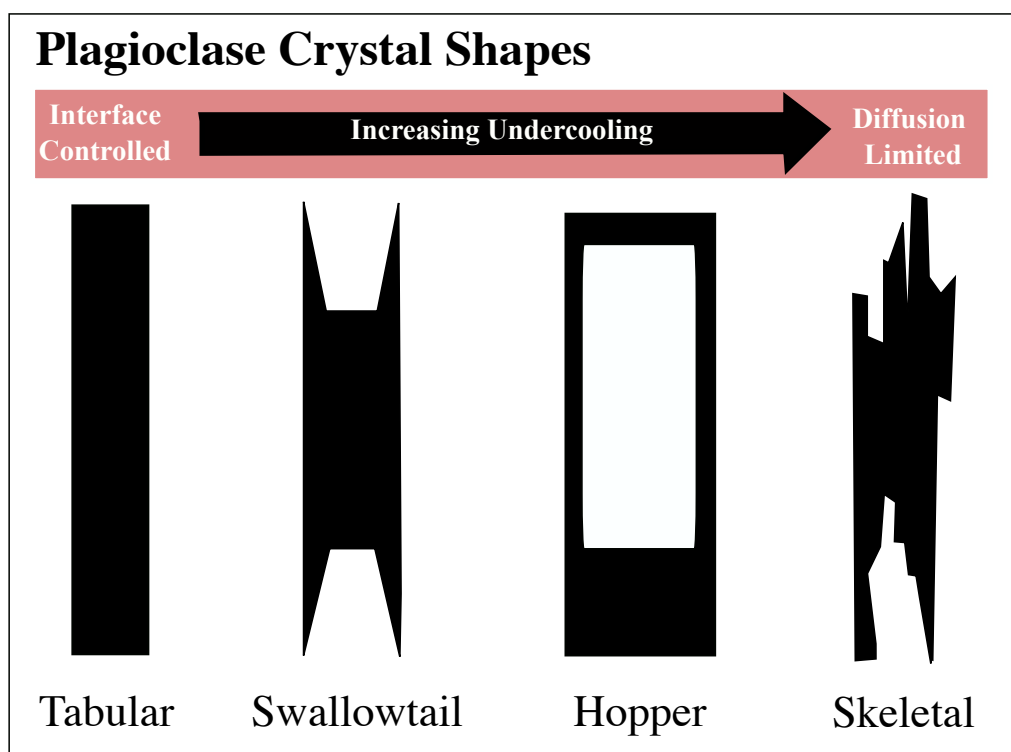 Plagioclase Crystal Shapes
Interface
Controlled
Increasing Undercooling
Diffusion
Limited
Tabular
Swallowtail
Hopper
Skeletal